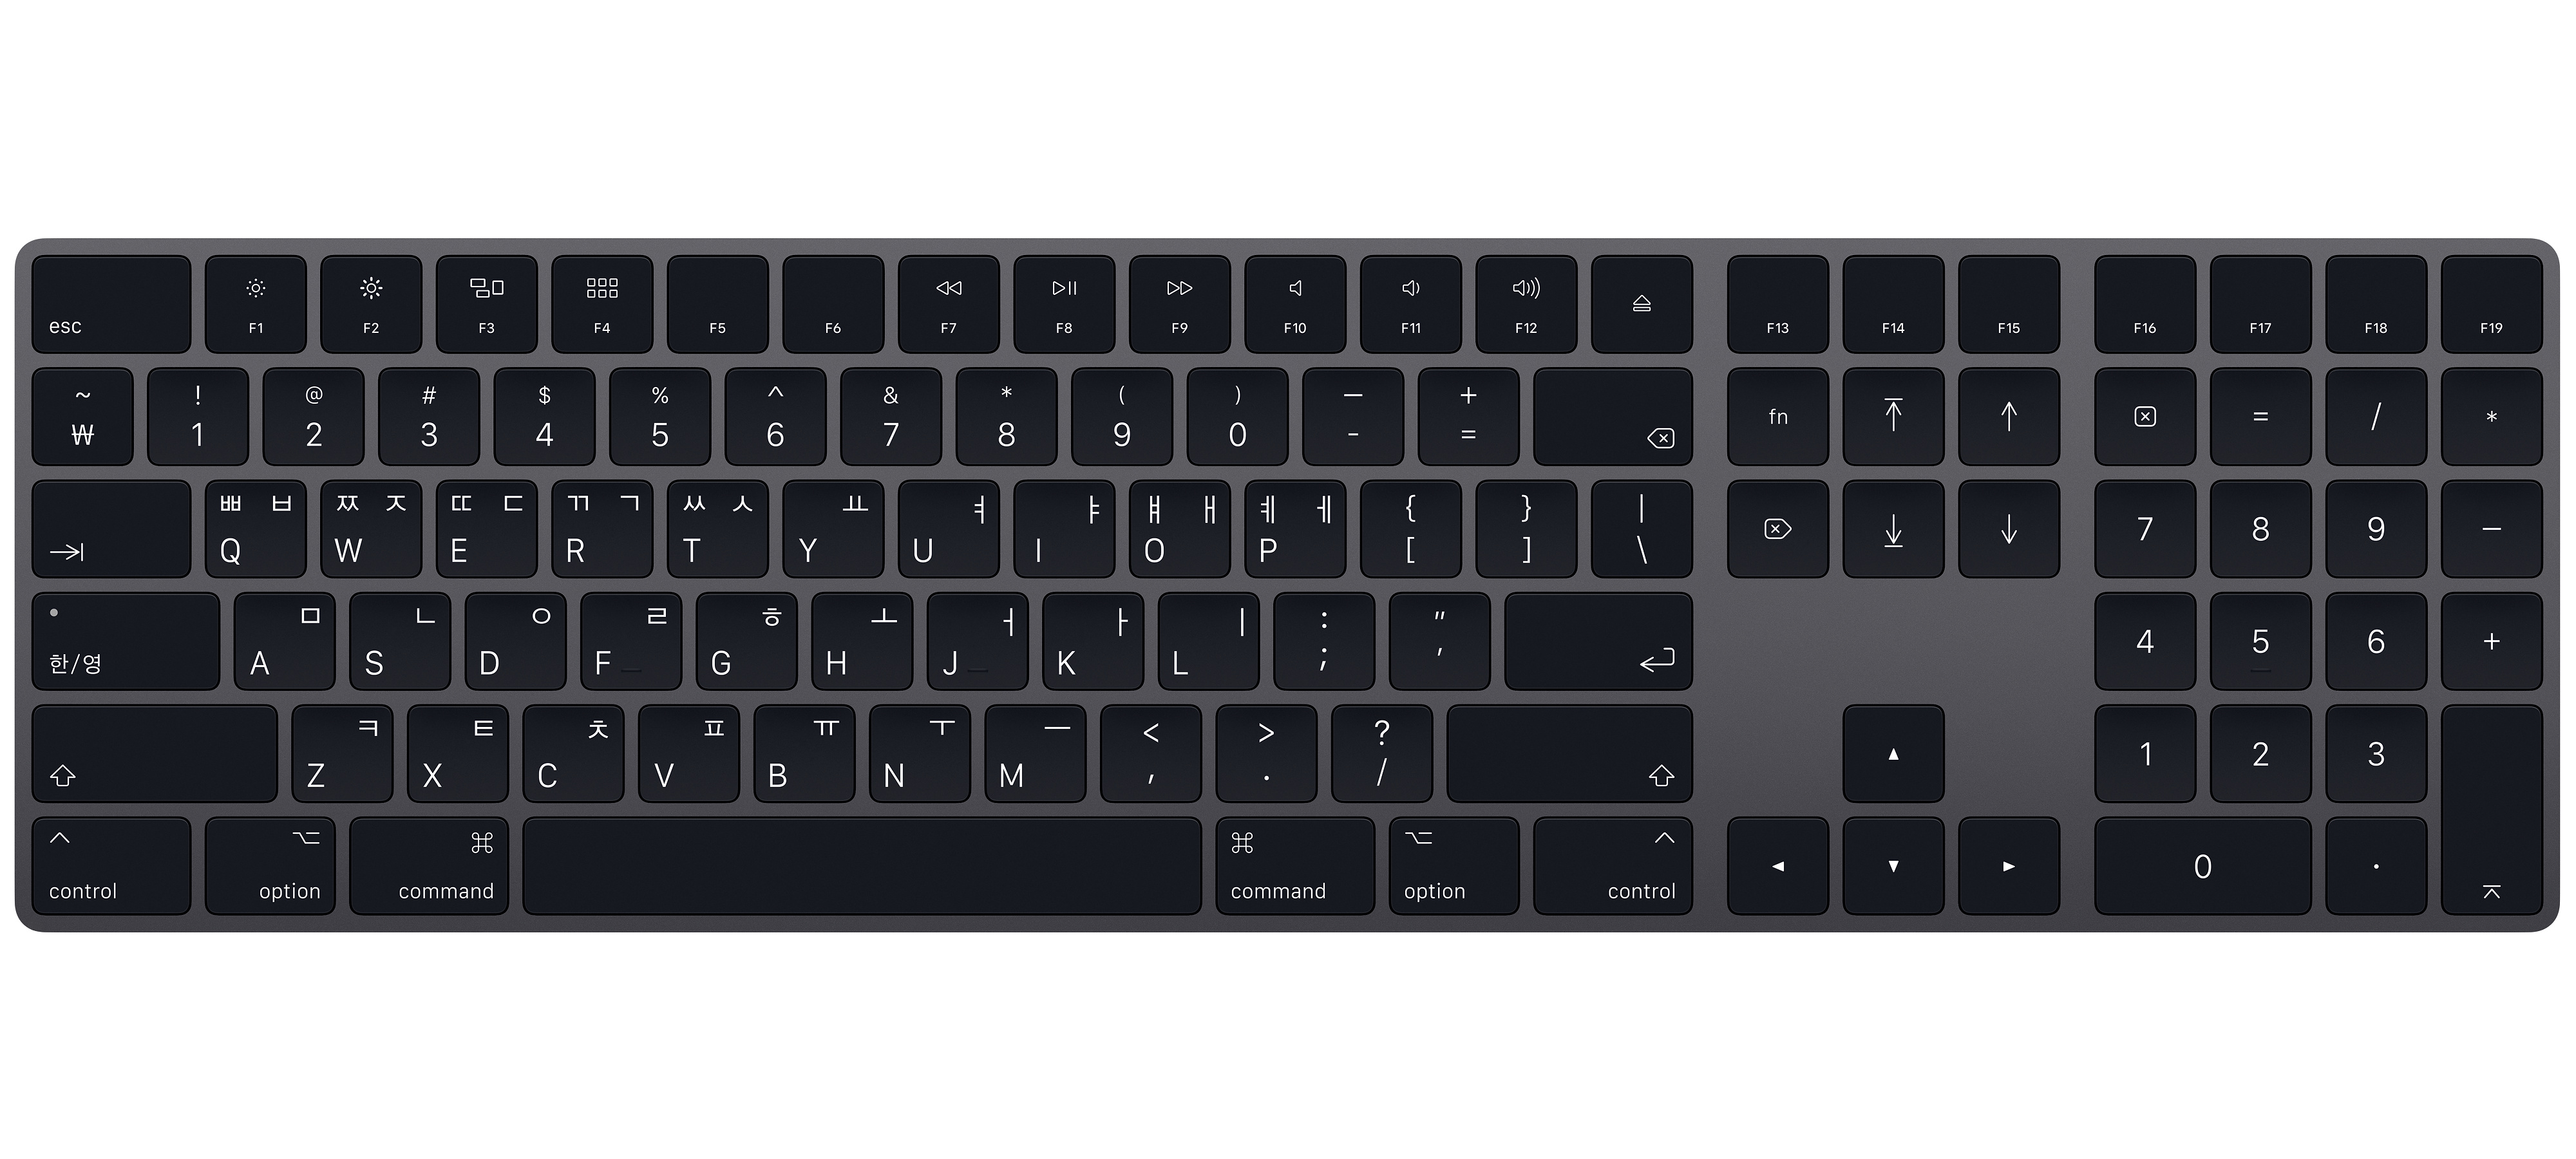 esc F1 F2 F3 F4 F5 F6 F7 F8 F9 F10 F11 F12 F13 F14 F15 F16 F17 F18 F19
~ ! @ # $ % ^ & * ( ) — +
₩ 1 2 3 4 5 6 7 8 9 0 - = fn = / *
ㅃ ㅂ ㅉ ㅈ ㄸ ㄷ ㄲ ㄱ ㅆ ㅅ ㅛ ㅕ ㅑ ㅒ ㅐ ㅖ ㅔ { } |
Q W E R T Y U I O P [ ] \ 7 8 9 −
ㅁ ㄴ ㅇ ㄹ ㅎ ㅗ ㅓ ㅏ ㅣ : "
한/영 A S D F G H J K L ; ' 4 5 6 +
ㅋ ㅌ ㅊ ㅍ ㅠ ㅜ ㅡ < > ?
Z X C V B N M , . / 1 2 3
control option command command option control 0 .